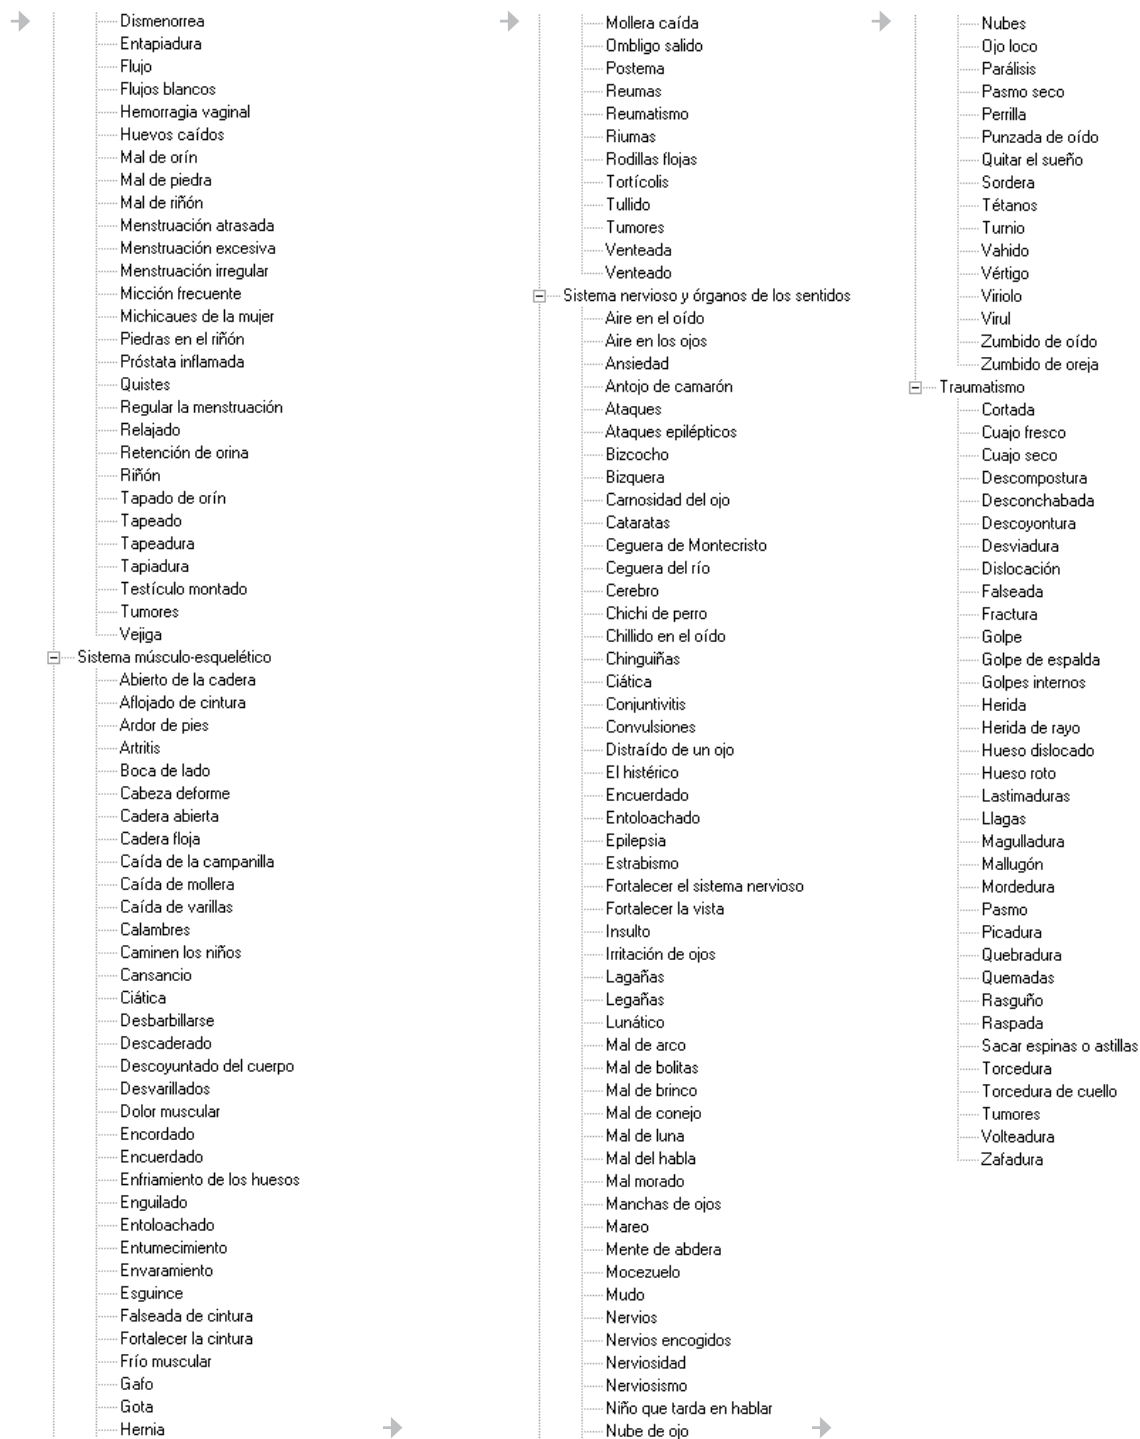 Dismenorrea
Entapiadura
Flujo
Flujos blancos
Hemorragia vaginal
Huevos caídos
Mal de orín
Mal de piedra
Mal de riñón
Menstruación atrasada
Menstruación excesiva
Menstruación irregular
Micción frecuente
Michicaues de la mujer
Piedras en el riñón
Próstata inflamada
Quistes
Regular la menstruación
Relajado
Retención de orina
Riñón
Tapado de orín
Tapeado
Tapeadura
Tapiadura
Testículo montado
Tumores
Vejiga
Sistema músculo-esquelético
Abierto de la cadera
Aflojado de cintura
Ardor de pies
Artritis
Boca de lado
Cabeza deforme
Cadera abierta
Cadera floja
Caída de la campanilla
Caída de mollera
Caída de varillas
Calambres
Caminen los niños
Cansancio
Ciática
Desbarbillarse
Descaderado
Descoyuntado del cuerpo
Desvarillados
Dolor muscular
Encordado
Encuerdado
Enfriamiento de los huesos
Enguilado
Entoloachado
Entumecimiento
Envaramiento
Esguince
Falseada de cintura
Fortalecer la cintura
Frío muscular
Gafo
Gota
Hernia
Mollera caída
Ombligo salido
Postema
Reumas
Reumatismo
Riumas
Rodillas flojas
Tortícolis
Tullido
Tumores
Venteada
Venteado
Sistema nervioso y órganos de los sentidos
Aire en el oído
Aire en los ojos
Ansiedad
Antojo de camarón
Ataques
Ataques epilépticos
Bizcocho
Bizquera
Carnosidad del ojo
Cataratas
Ceguera de Montecristo
Ceguera del río
Cerebro
Chichi de perro
Chillido en el oído
Chinguiñas
Ciática
Conjuntivitis
Convulsiones
Distraído de un ojo
El histérico
Encuerdado
Entoloachado
Epilepsia
Estrabismo
Fortalecer el sistema nervioso
Fortalecer la vista
Insulto
Irritación de ojos
Lagañas
Legañas
Lunático
Mal de arco
Mal de bolitas
Mal de brinco
Mal de conejo
Mal de luna
Mal del habla
Mal morado
Manchas de ojos
Mareo
Mente de abdera
Mocezuelo
Mudo
Nervios
Nervios encogidos
Nerviosidad
Nerviosismo
Niño que tarda en hablar
Nube de ojo
Nubes
Ojo loco
Parálisis
Pasmo seco
Perrilla
Punzada de oído
Quitar el sueño
Sordera
Tétanos
Turnio
Vahido
Vértigo
Viriolo
Virul
Zumbido de oído
Zumbido de oreja
Traumatismo
Cortada
Cuajo fresco
Cuajo seco
Descompostura
Desconchabada
Descoyontura
Desviadura
Dislocación
Falseada
Fractura
Golpe
Golpe de espalda
Golpes internos
Herida
Herida de rayo
Hueso dislocado
Hueso roto
Lastimaduras
Llagas
Magulladura
Mallugón
Mordedura
Pasmo
Picadura
Quebradura
Quemadas
Rasguño
Raspada
Sacar espinas o astillas
Torcedura
Torcedura de cuello
Tumores
Volteadura
Zafadura